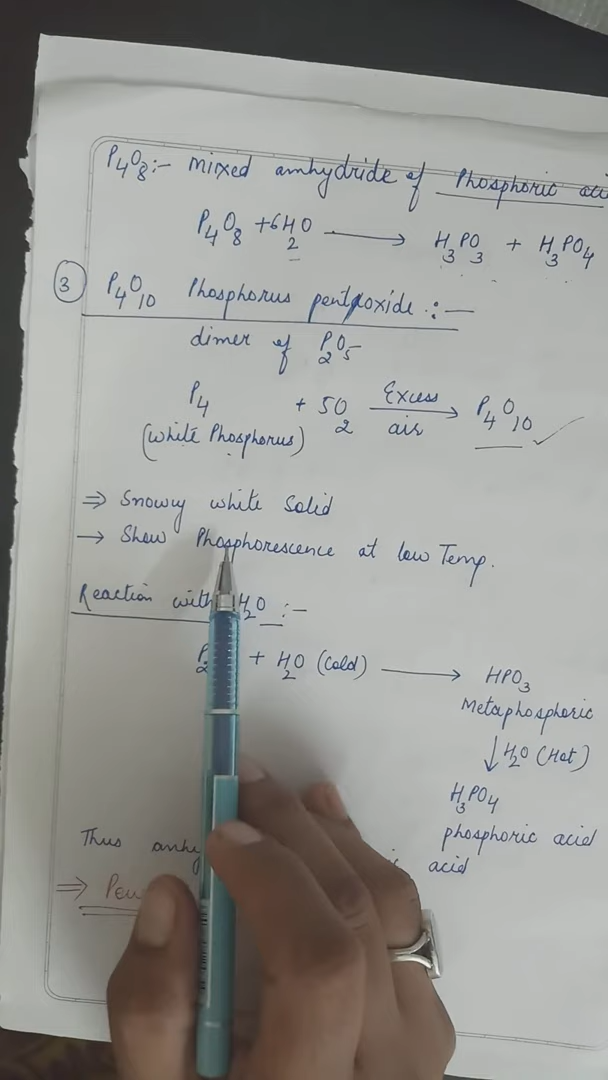 P₄O₈:- mixed anhydride of Phosphoric
P₄O₈ + 6H₂O ⟶ H₃PO₃ + H₃PO₄
③ P₄O₁₀ Phosphorus pentaoxide :-
dimer of P₂O₅
P₄ + 5O₂ Excess air ⟶ P₄O₁₀ ✓
(White Phosphorus)
⇒ Snowy white Solid
→ Show Phosphorescence at low Temp.
Reaction with H₂O :-
+ H₂O (Cold) ⟶ HPO₃
Metaphosphoric
↓ H₂O (Hot)
H₃PO₄
phosphoric acid
Thus acid
⇒